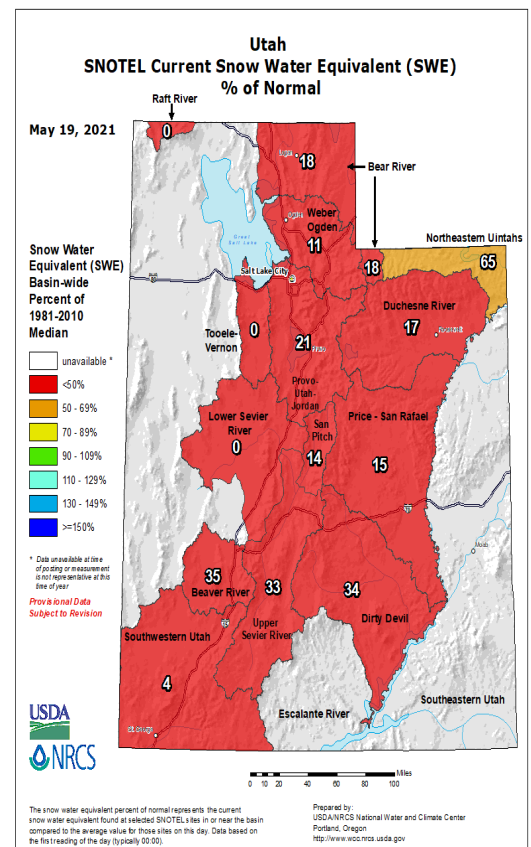 Utah
SNOTEL Current Snow Water Equivalent (SWE)
% of Normal
Raft River
May 19, 2021
0
18
Bear River
Weber
Ogden
11
Great
Salt Lake
Northeastern Uintahs
65
18
Salt Lake City
Snow Water
Equivalent (SWE)
Basin-wide
Percent of
1981-2010
Median
unavailable *
<50%
50 - 69%
70 - 89%
90 - 109%
110 - 129%
130 - 149%
>=150%
* Data unavailable at time
of posting or measurement
is not representative at this
time of year
Provisional Data
Subject to Revision
Duchesne River
17
0
Tooele-
Vernon
21
Provo
Provo-
Utah-
Jordan
Lower Sevier
River
0
San
Pitch
14
Price - San Rafael
15
Moab
35
Beaver River
33
Upper
Sevier River
34
Dirty Devil
Southwestern Utah
4
Escalante River
Southeastern Utah
USDA
NRCS
Miles
0 10 20 40 60 80 100
The snow water equivalent percent of normal represents the current
snow water equivalent found at selected SNOTEL sites in or near the basin
compared to the average value for those sites on this day. Data based on
the first reading of the day (typically 00:00).
Prepared by:
USDA/NRCS National Water and Climate Center
Portland, Oregon
http://www.wcc.nrcs.usda.gov